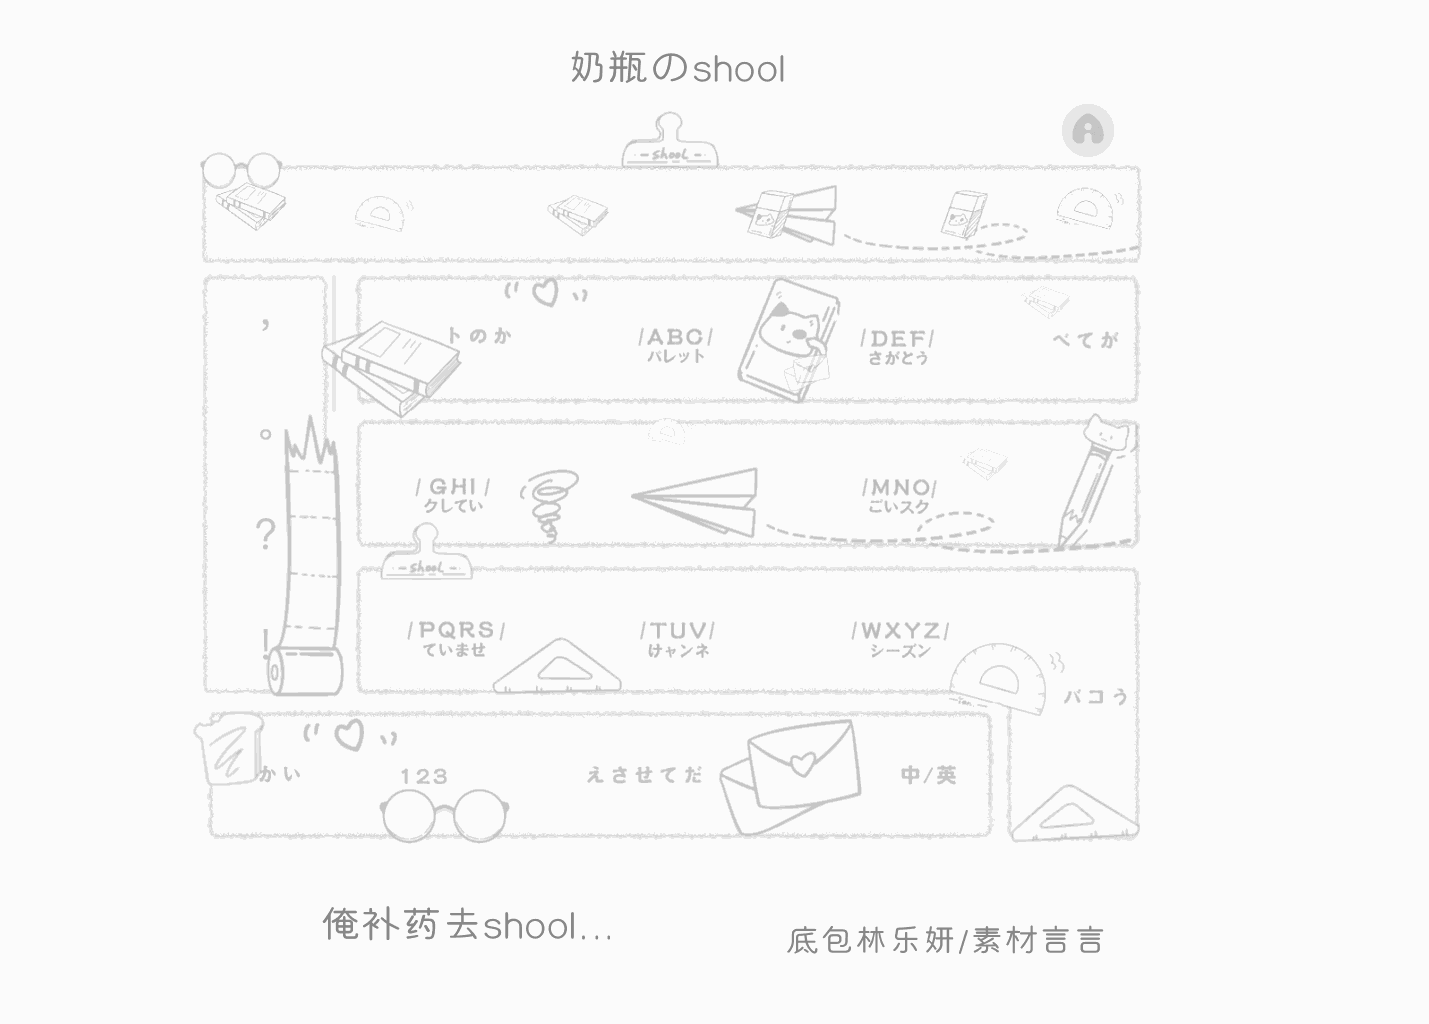 奶瓶のshool
- shool -
,
トのか
/ABC/
パレット
/DEF/
さがとう
べてが
。
?
!
/GHI/
クしてい
/MNO/
ごいスク
- shool -
/PQRS/
ていませ
/TUV/
けャンネ
/WXYZ/
シーズン
バコう
かい
123
えさせてだ
中/英
俺补药去shool...
底包林乐妍/素材言言